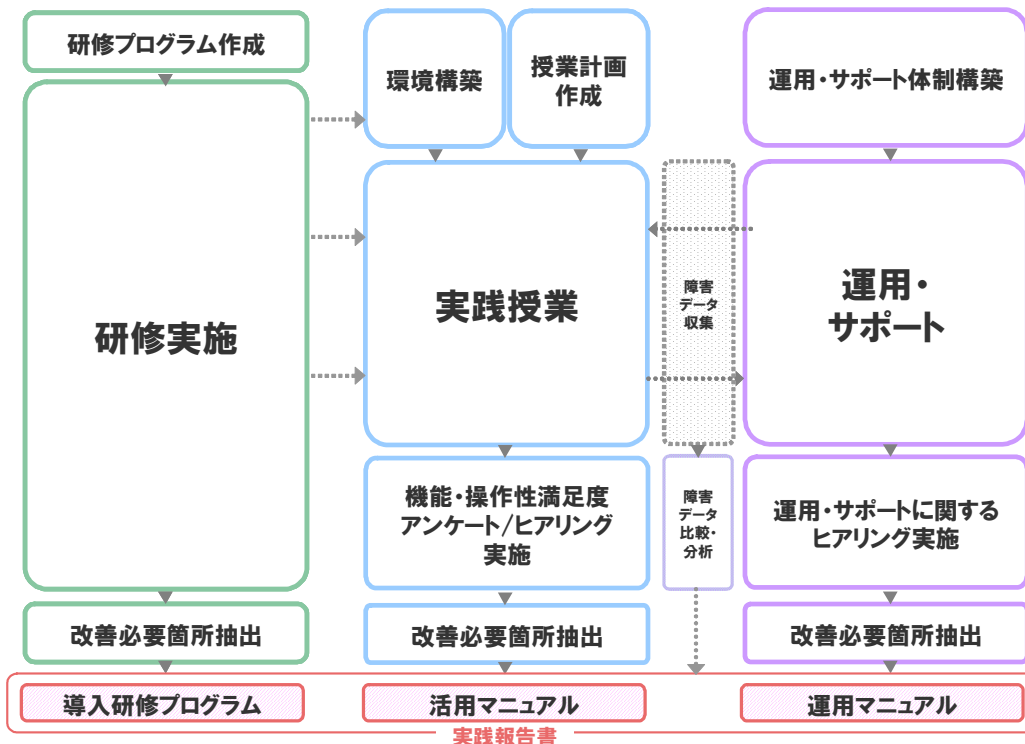 研修プログラム作成
環境構築
授業計画
作成
運用・サポート体制構築
研修実施
実践授業
障害
データ
収集
運用・
サポート
機能・操作性満足度
アンケート/ヒアリング
実施
障害
データ
比較・
分析
運用・サポートに関する
ヒアリング実施
改善必要箇所抽出
改善必要箇所抽出
改善必要箇所抽出
導入研修プログラム
活用マニュアル
運用マニュアル
実践報告書